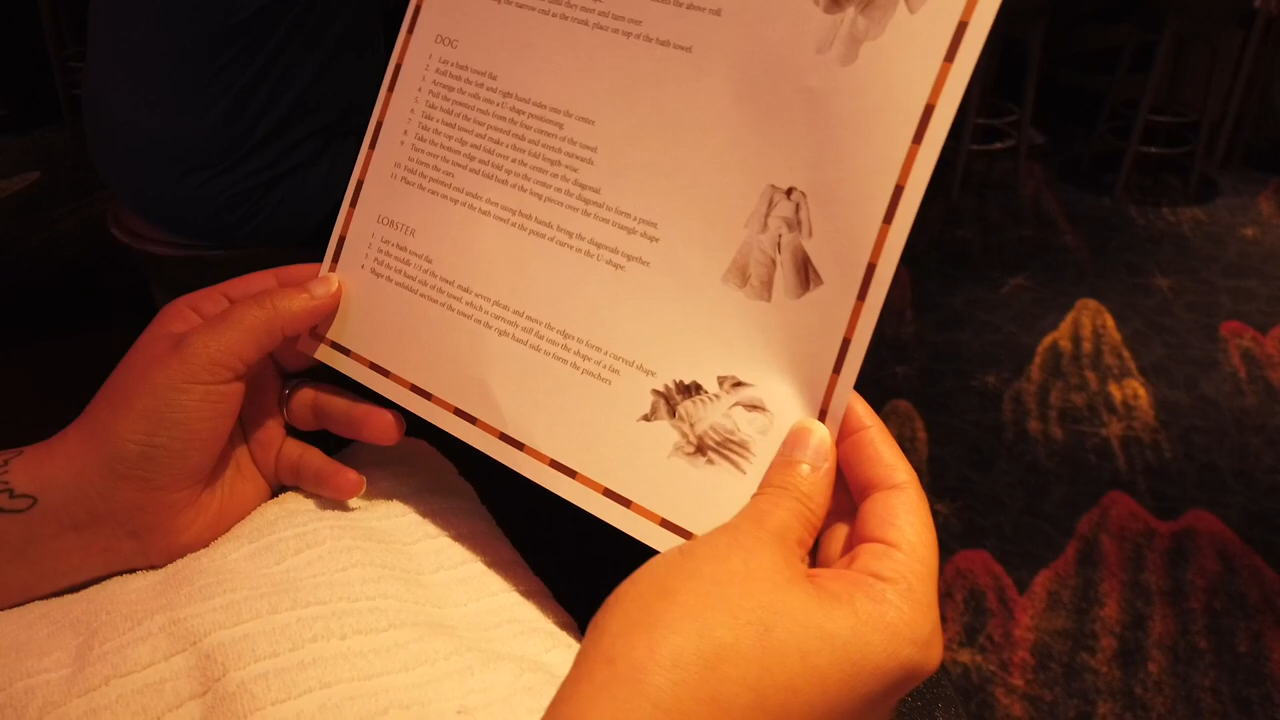 the above roll.
until they meet and turn over.
the narrow end as the trunk, place on top of the bath towel.
DOG
1. Lay a bath towel flat.
2. Roll both the left and right hand sides into the center.
3. Arrange the rolls into a U-shape positioning.
4. Pull the pointed ends from the four corners of the towel.
5. Take hold of the four pointed ends and stretch outwards.
6. Take a hand towel and make a three fold length-wise.
7. Take the top edge and fold over at the center on the diagonal.
8. Take the bottom edge and fold up to the center on the diagonal to form a point.
9. Turn over the towel and fold both of the long pieces over the front triangle shape
to form the ears.
10. Fold the pointed end under, then using both hands, bring the diagonals together.
11. Place the ears on top of the bath towel at the point of curve in the U-shape.
LOBSTER
1. Lay a bath towel flat.
2. In the middle 1/3 of the towel, make seven pleats and move the edges to form a curved shape.
3. Pull the left hand side of the towel, which is currently still flat into the shape of a fan.
4. Shape the unfolded section of the towel on the right hand side to form the pinchers